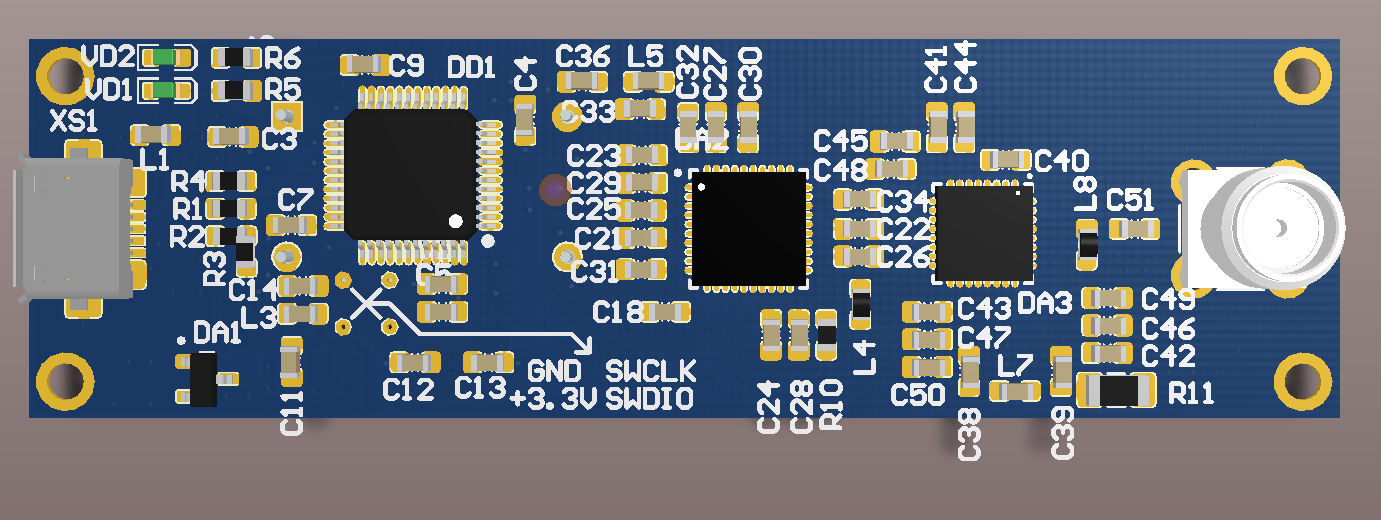 VD2
R6
C9
DD1
C4
C36
L5
C32
C27
C30
C41
C44
VD1
R5
XS1
C3
C33
L1
C45
C40
C23
C48
R4
C29
L8
C51
R1
C7
C25
C34
R2
C21
C22
R3
C31
C26
C14
L3
C18
C43
DA3
C49
DA1
C47
C46
L4
L7
C42
C11
C12
C13
GND SWCLK
+3.3V SWDIO
C24
C28
R10
C50
C38
C39
R11